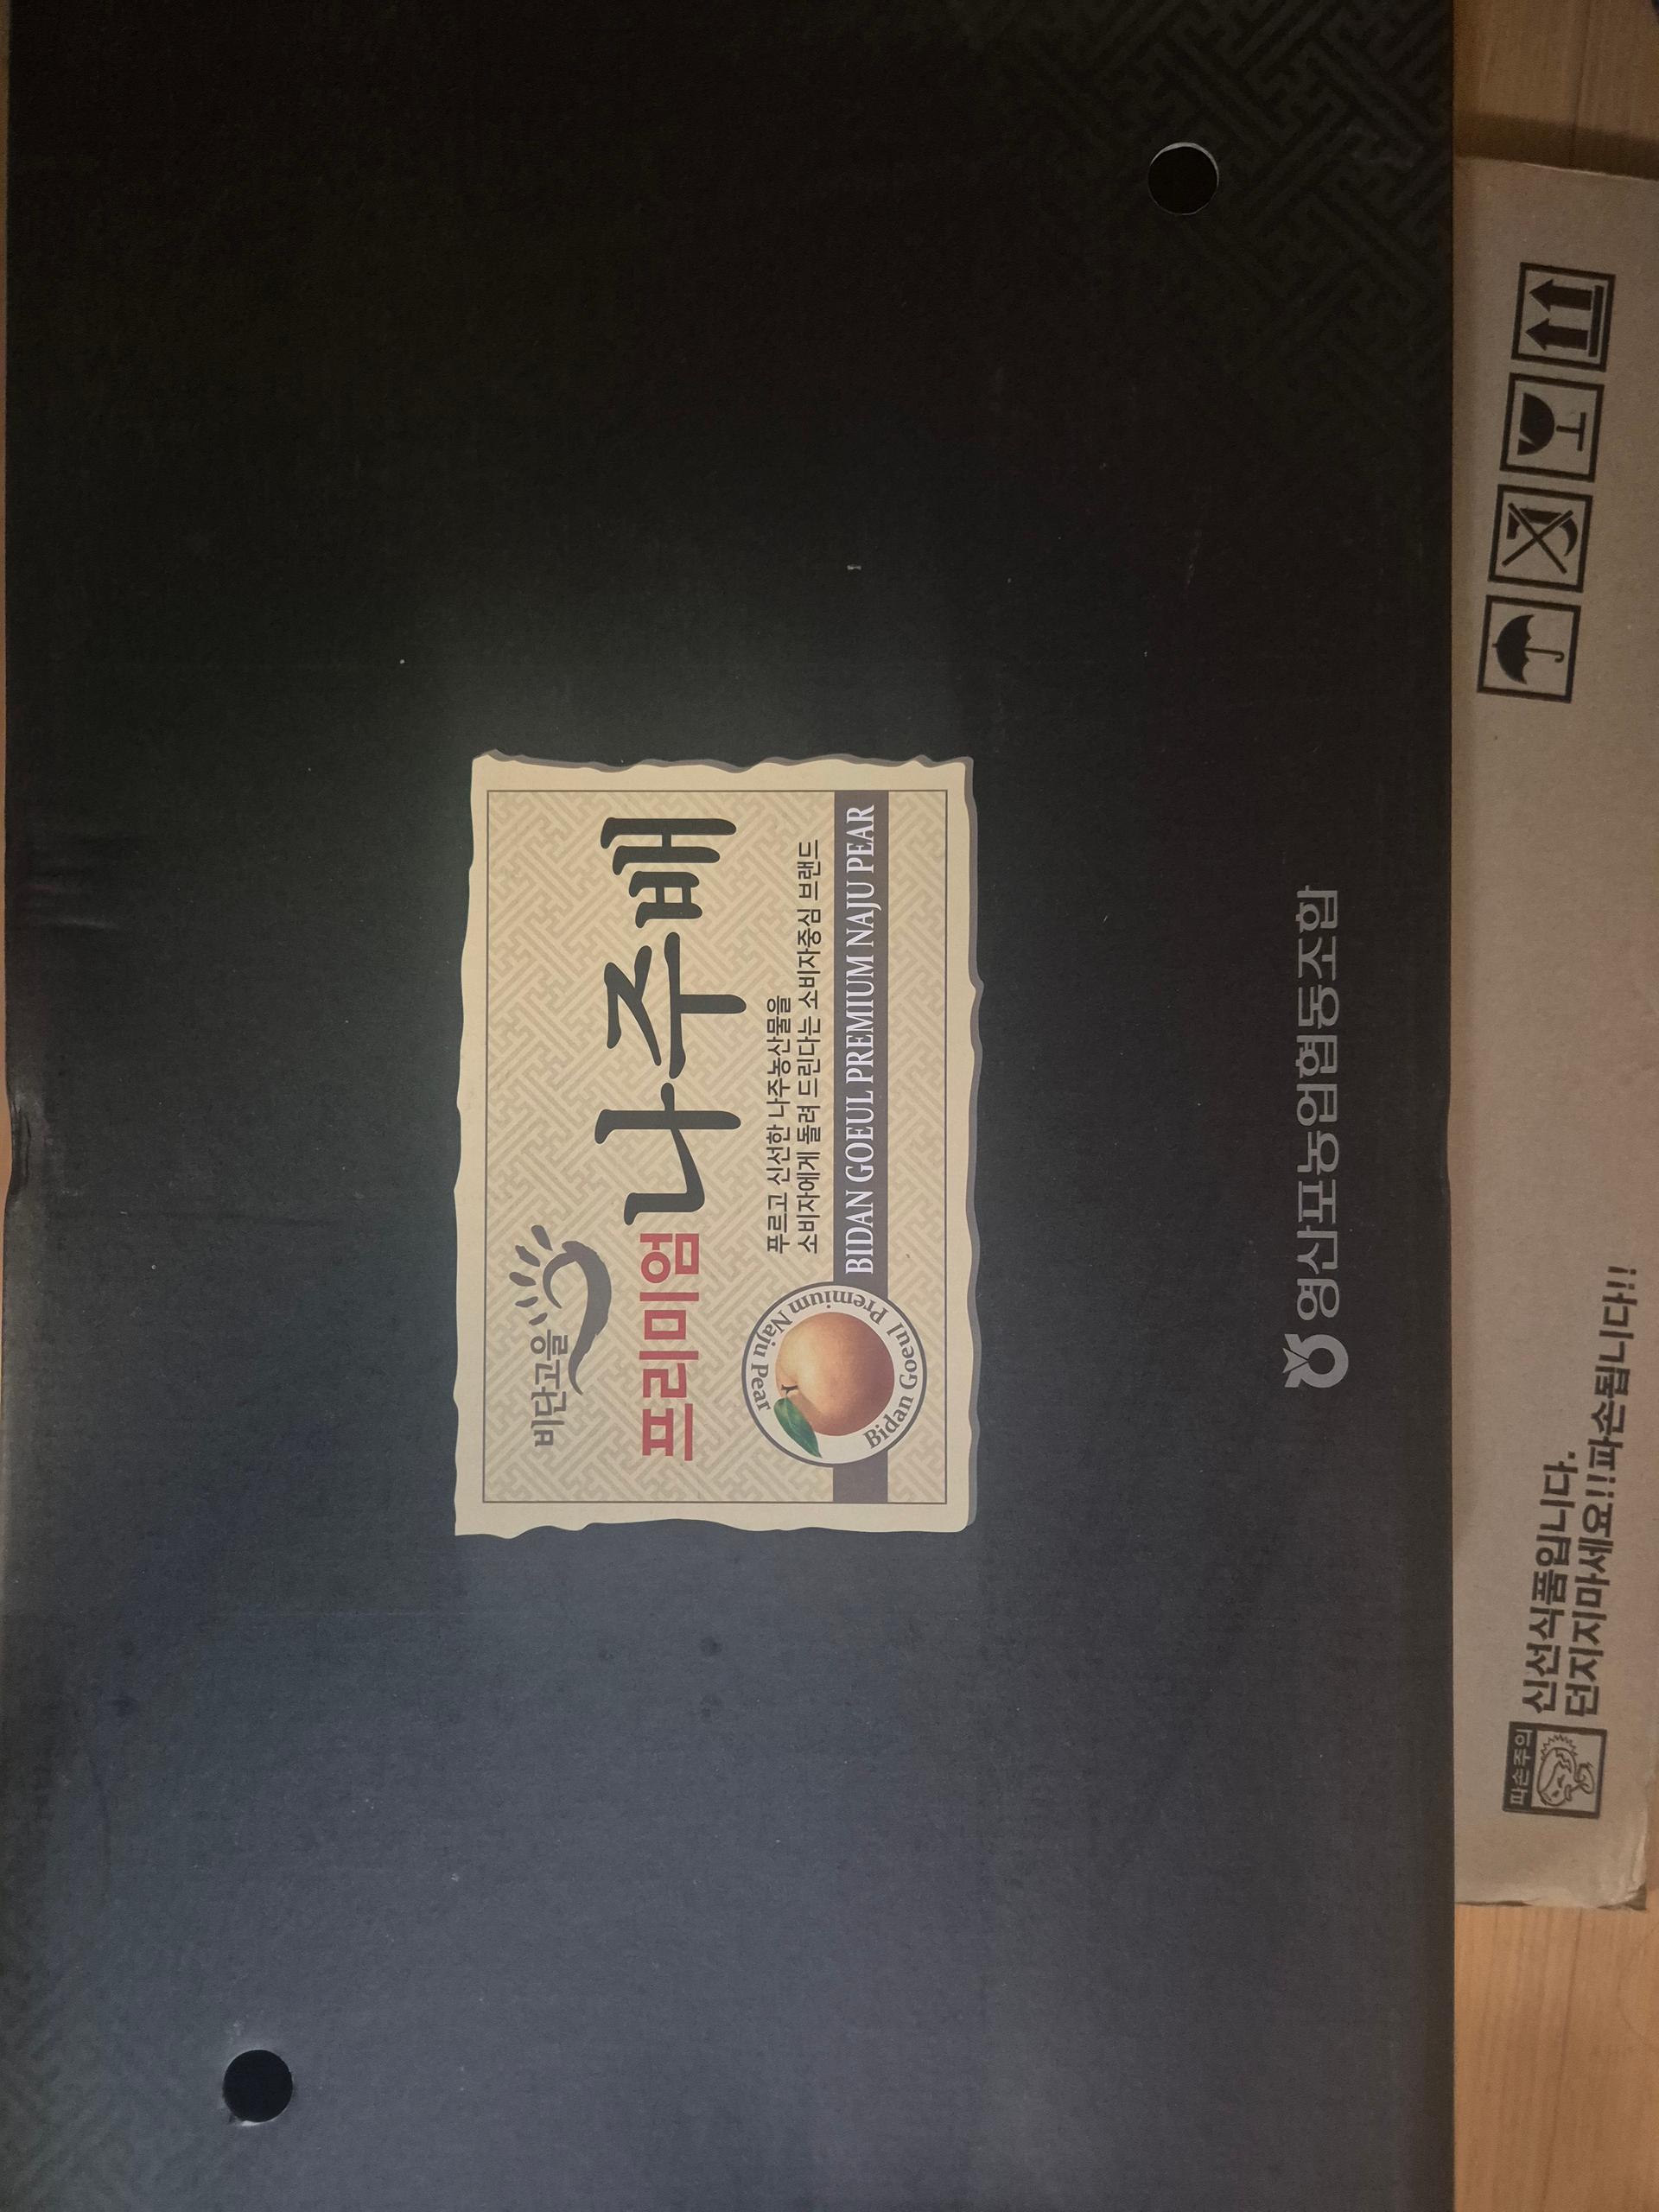 비단고을
프리미엄 나주배
푸르고 신선한 나주농산물을
소비자에게 돌려 드린다는 소비자중심 브랜드
BIDAN GOEUL PREMIUM NAJU PEAR
Bidan Goeul Premium Naju Pear
영산포농업협동조합
파손주의
신선식품입니다.
던지지마세요!!파손됩니다!!